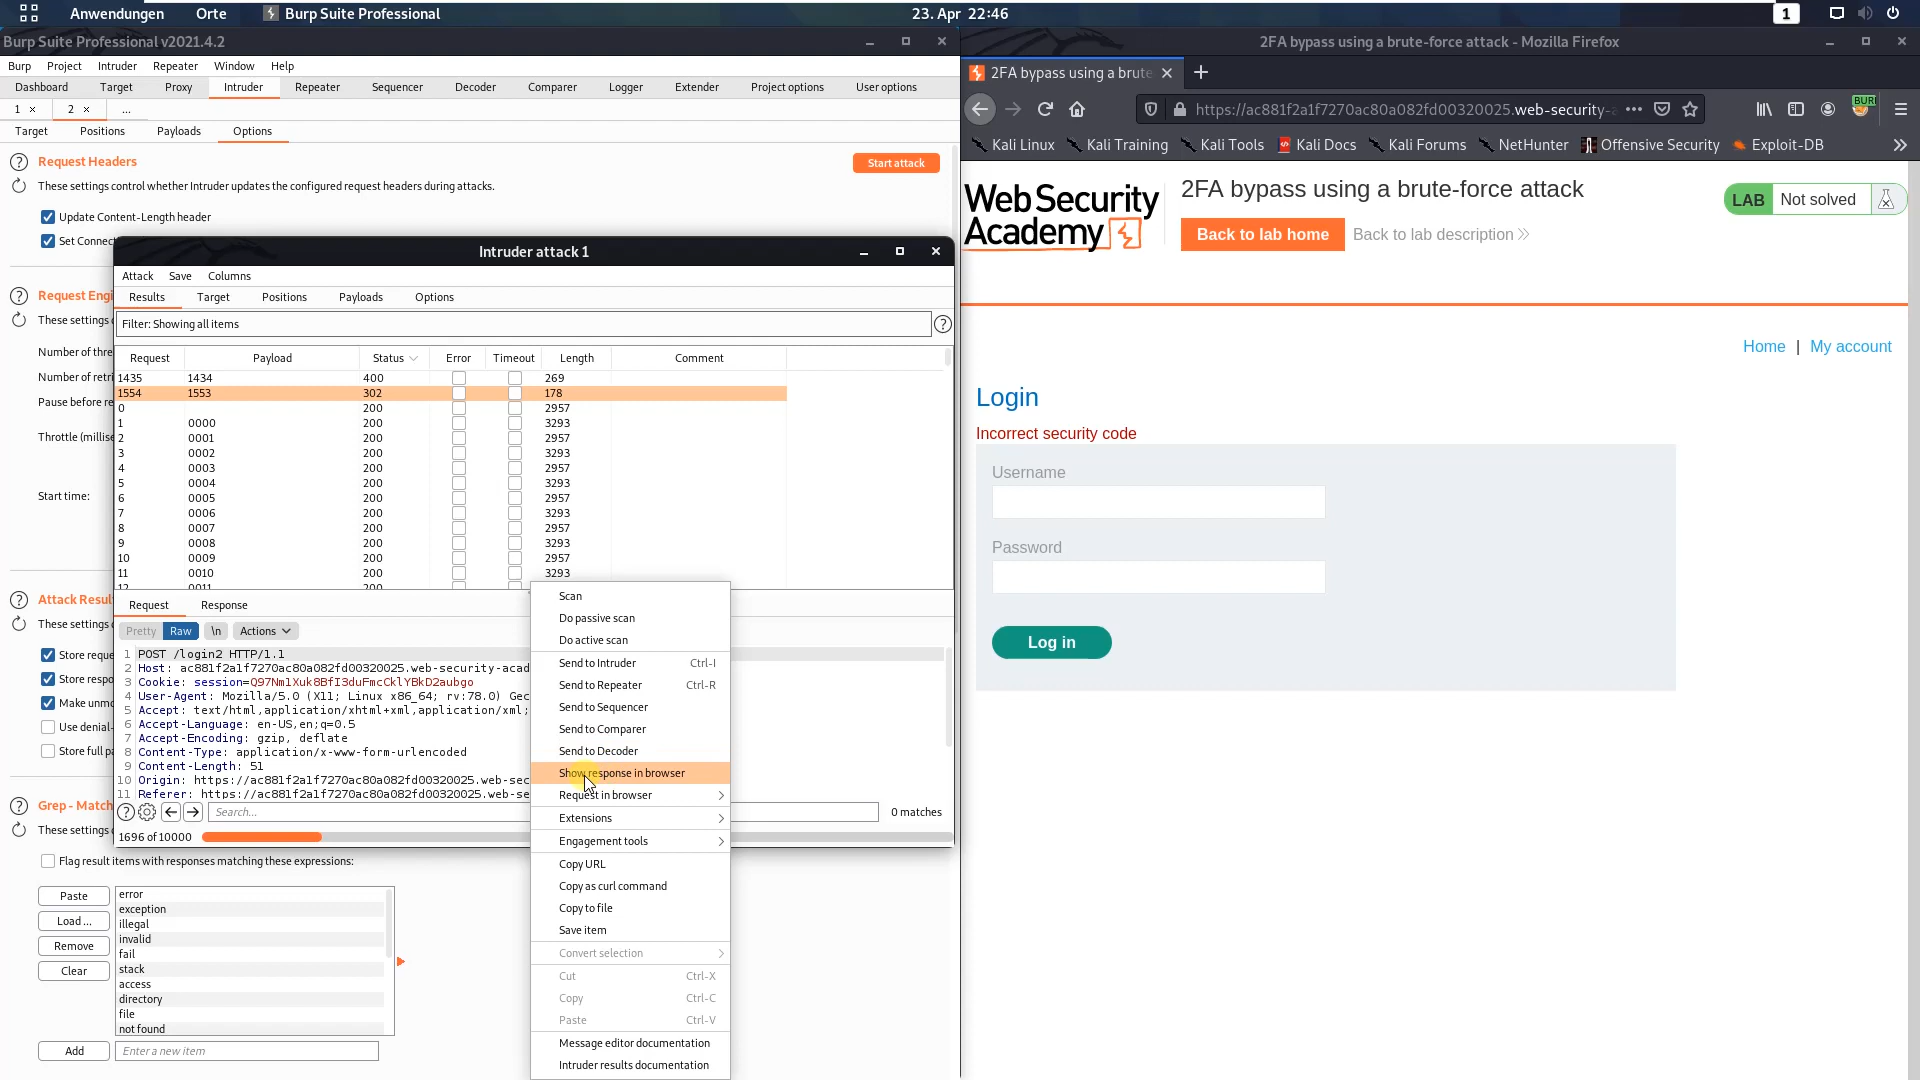 Anwendungen Orte Burp Suite Professional 23. Apr 22:46 1
Burp Suite Professional v2021.4.2
Burp Project Intruder Repeater Window Help
Dashboard Target Proxy Intruder Repeater Sequencer Decoder Comparer Logger Extender Project options User options
1 × 2 × ...
Target Positions Payloads Options
Request Headers Start attack
These settings control whether Intruder updates the configured request headers during attacks.
Update Content-Length header
Set Connect
Request Engi
These settings
Number of thre
Number of retri
Pause before re
Throttle (millise
Start time:
Attack Resul
These settings
Store reque
Store respo
Make unmo
Use denial-
Store full pa
Grep - Match
These settings
Flag result items with responses matching these expressions:
Paste
Load ...
Remove
Clear
error
exception
illegal
invalid
fail
stack
access
directory
file
not found
Add Enter a new item
Intruder attack 1
Attack Save Columns
Results Target Positions Payloads Options
Filter: Showing all items
Request Payload Status Error Timeout Length Comment
1435 1434 400 269
1554 1553 302 178
0 200 2957
1 0000 200 3293
2 0001 200 2957
3 0002 200 3293
4 0003 200 2957
5 0004 200 3293
6 0005 200 2957
7 0006 200 3293
8 0007 200 2957
9 0008 200 3293
10 0009 200 2957
11 0010 200 3293
12 0011 200
Request Response
Pretty Raw \n Actions
1 POST /login2 HTTP/1.1
2 Host: ac881f2a1f7270ac80a082fd00320025.web-security-acad
3 Cookie: session=Q97Nm1Xuk8BfI3duFmcCklYBkD2aubgo
4 User-Agent: Mozilla/5.0 (X11; Linux x86_64; rv:78.0) Gec
5 Accept: text/html,application/xhtml+xml,application/xml;
6 Accept-Language: en-US,en;q=0.5
7 Accept-Encoding: gzip, deflate
8 Content-Type: application/x-www-form-urlencoded
9 Content-Length: 51
10 Origin: https://ac881f2a1f7270ac80a082fd00320025.web-sec
11 Referer: https://ac881f2a1f7270ac80a082fd00320025.web-se
Search... 0 matches
1696 of 10000
Scan
Do passive scan
Do active scan
Send to Intruder Ctrl-I
Send to Repeater Ctrl-R
Send to Sequencer
Send to Comparer
Send to Decoder
Show response in browser
Request in browser
Extensions
Engagement tools
Copy URL
Copy as curl command
Copy to file
Save item
Convert selection
Cut Ctrl-X
Copy Ctrl-C
Paste Ctrl-V
Message editor documentation
Intruder results documentation
2FA bypass using a brute-force attack - Mozilla Firefox
2FA bypass using a brute
https://ac881f2a1f7270ac80a082fd00320025.web-security-a BURP
Kali Linux Kali Training Kali Tools Kali Docs Kali Forums NetHunter Offensive Security Exploit-DB
Web Security
Academy
2FA bypass using a brute-force attack
Back to lab home Back to lab description
LAB Not solved
Home | My account
Login
Incorrect security code
Username
Password
Log in